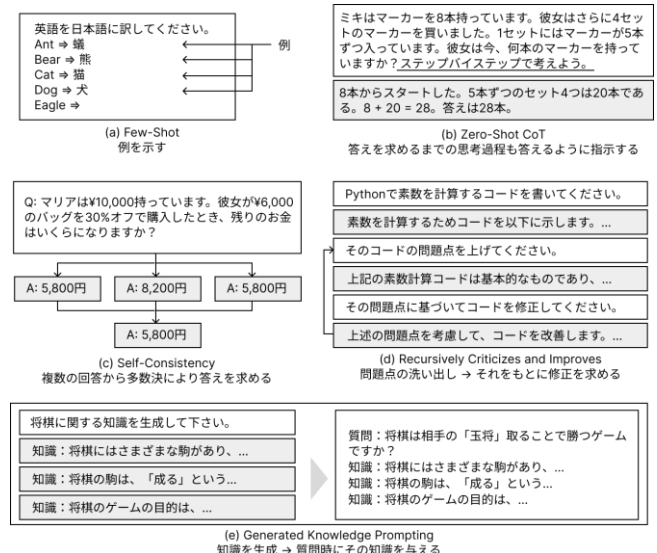 英語を日本語に訳してください。
Ant ⇒ 蟻
Bear ⇒ 熊
Cat ⇒ 猫
Dog ⇒ 犬
Eagle ⇒
例
(a) Few-Shot
例を示す
ミキはマーカーを8本持っています。彼女はさらに4セッ
トのマーカーを買いました。1セットにはマーカーが5本
ずつ入っています。彼女は今、何本のマーカーを持って
いますか？ステップバイステップで考えよう。
8本からスタートした。5本ずつのセット4つは20本であ
る。8 + 20 = 28。答えは28本。
(b) Zero-Shot CoT
答えを求めるまでの思考過程も答えるように指示する
Q: マリアは¥10,000持っています。彼女が¥6,000
のバッグを30%オフで購入したとき、残りのお金
はいくらになりますか？
A: 5,800円
A: 8,200円
A: 5,800円
A: 5,800円
(c) Self-Consistency
複数の回答から多数決により答えを求める
Pythonで素数を計算するコードを書いてください。
素数を計算するためコードを以下に示します。...
そのコードの問題点を上げてください。
上記の素数計算コードは基本的なものであり、...
その問題点に基づいてコードを修正してください。
上述の問題点を考慮して、コードを改善します。...
(d) Recursively Criticizes and Improves
問題点の洗い出し → それをもとに修正を求める
将棋に関する知識を生成して下さい。
知識：将棋にはさまざまな駒があり、...
知識：将棋の駒は、「成る」という...
知識：将棋のゲームの目的は、...
質問：将棋は相手の「玉将」取ることで勝つゲーム
ですか？
知識：将棋にはさまざまな駒があり、...
知識：将棋の駒は、「成る」という...
知識：将棋のゲームの目的は、...
(e) Generated Knowledge Prompting
知識を生成 → 質問時にその知識を与える